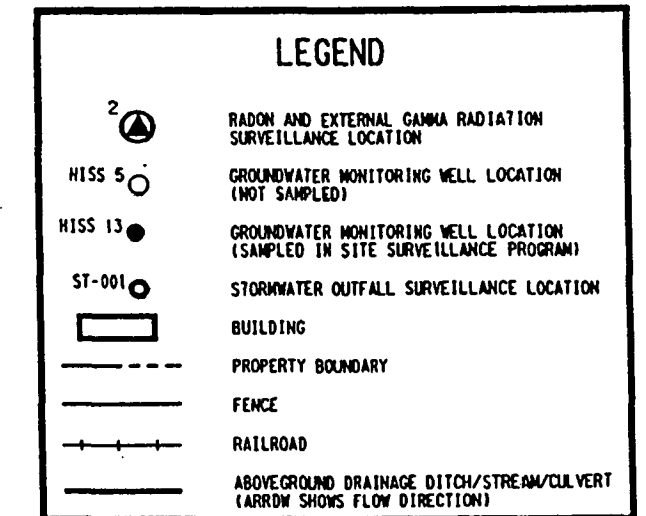 LEGEND
2
RADON AND EXTERNAL GAMMA RADIATION
SURVEILLANCE LOCATION
HISS 5
GROUNDWATER MONITORING WELL LOCATION
(NOT SAMPLED)
HISS 13
GROUNDWATER MONITORING WELL LOCATION
(SAMPLED IN SITE SURVEILLANCE PROGRAM)
ST-001
STORMWATER OUTFALL SURVEILLANCE LOCATION
BUILDING
PROPERTY BOUNDARY
FENCE
RAILROAD
ABOVEGROUND DRAINAGE DITCH/STREAM/CULVERT
(ARROW SHOWS FLOW DIRECTION)